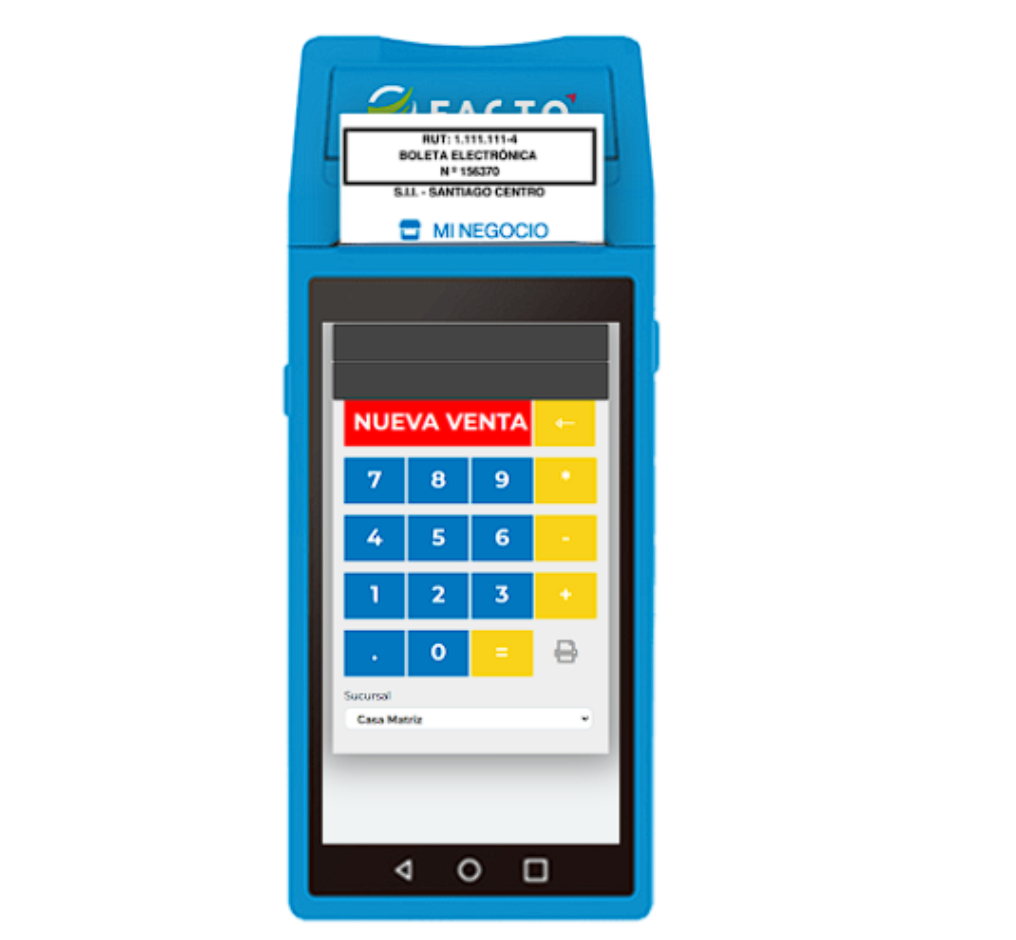 FACTO
RUT: 1.111.111-4
BOLETA ELECTRÓNICA
N º 156370
S.I.I. - SANTIAGO CENTRO
MI NEGOCIO
NUEVA VENTA ←
7 8 9 *
4 5 6 -
1 2 3 +
. 0 =
Sucursal
Casa Matriz